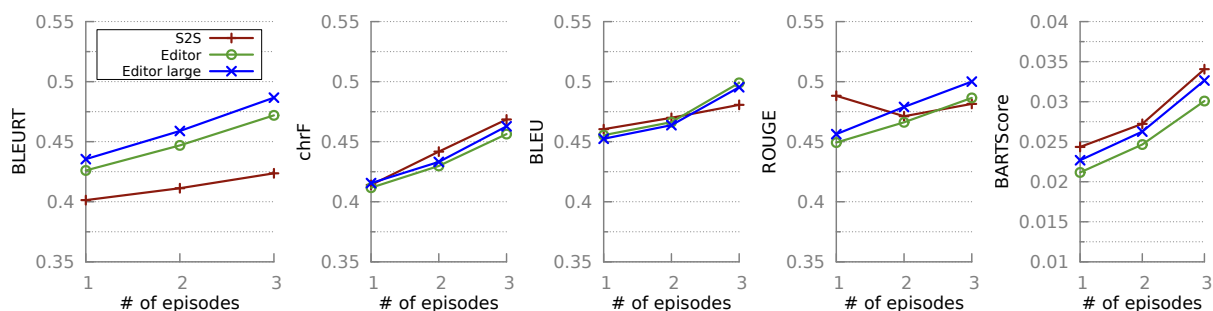 BLEURT
0.55
0.5
0.45
0.4
0.35
S2S
Editor
Editor large
1 2 3
# of episodes
chrF
0.55
0.5
0.45
0.4
0.35
1 2 3
# of episodes
BLEU
0.55
0.5
0.45
0.4
0.35
1 2 3
# of episodes
ROUGE
0.55
0.5
0.45
0.4
0.35
1 2 3
# of episodes
BARTScore
0.04
0.035
0.03
0.025
0.02
0.015
0.01
1 2 3
# of episodes